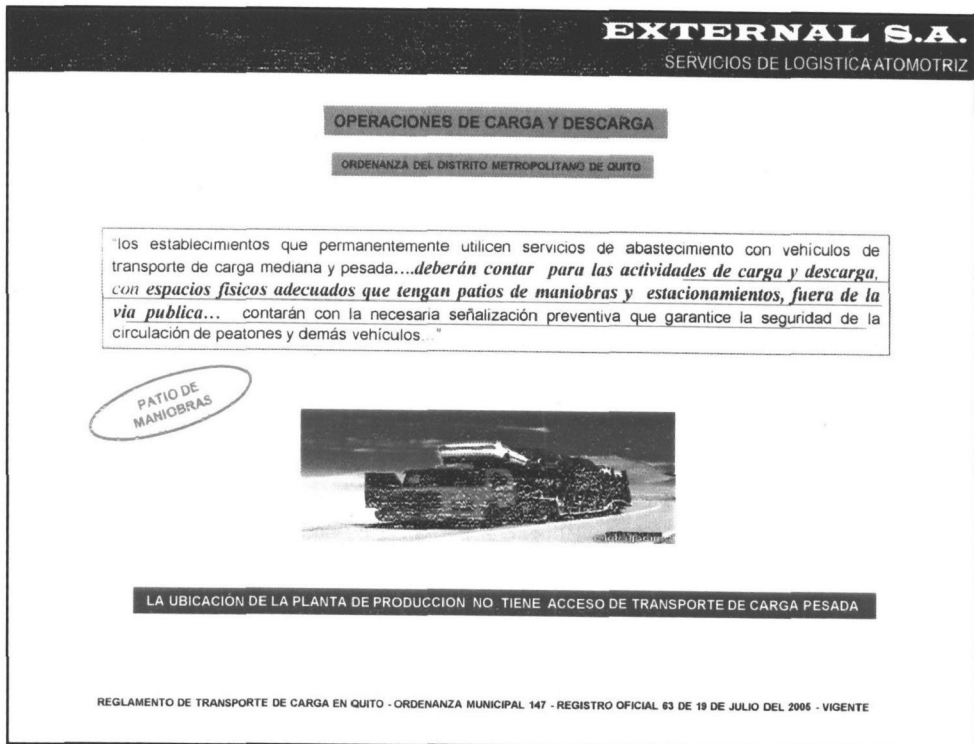 EXTERNAL S.A.
SERVICIOS DE LOGISTICA ATOMOTRIZ
OPERACIONES DE CARGA Y DESCARGA
ORDENANZA DEL DISTRITO METROPOLITANO DE QUITO
"los establecimientos que permanentemente utilicen servicios de abastecimiento con vehículos de
transporte de carga mediana y pesada....deberán contar para las actividades de carga y descarga,
con espacios físicos adecuados que tengan patios de maniobras y estacionamientos, fuera de la
via publica... contarán con la necesaria señalización preventiva que garantice la seguridad de la
circulación de peatones y demás vehículos..."
PATIO DE
MANIOBRAS
LA UBICACIÓN DE LA PLANTA DE PRODUCCION NO TIENE ACCESO DE TRANSPORTE DE CARGA PESADA
REGLAMENTO DE TRANSPORTE DE CARGA EN QUITO - ORDENANZA MUNICIPAL 147 - REGISTRO OFICIAL 63 DE 19 DE JULIO DEL 2005 - VIGENTE